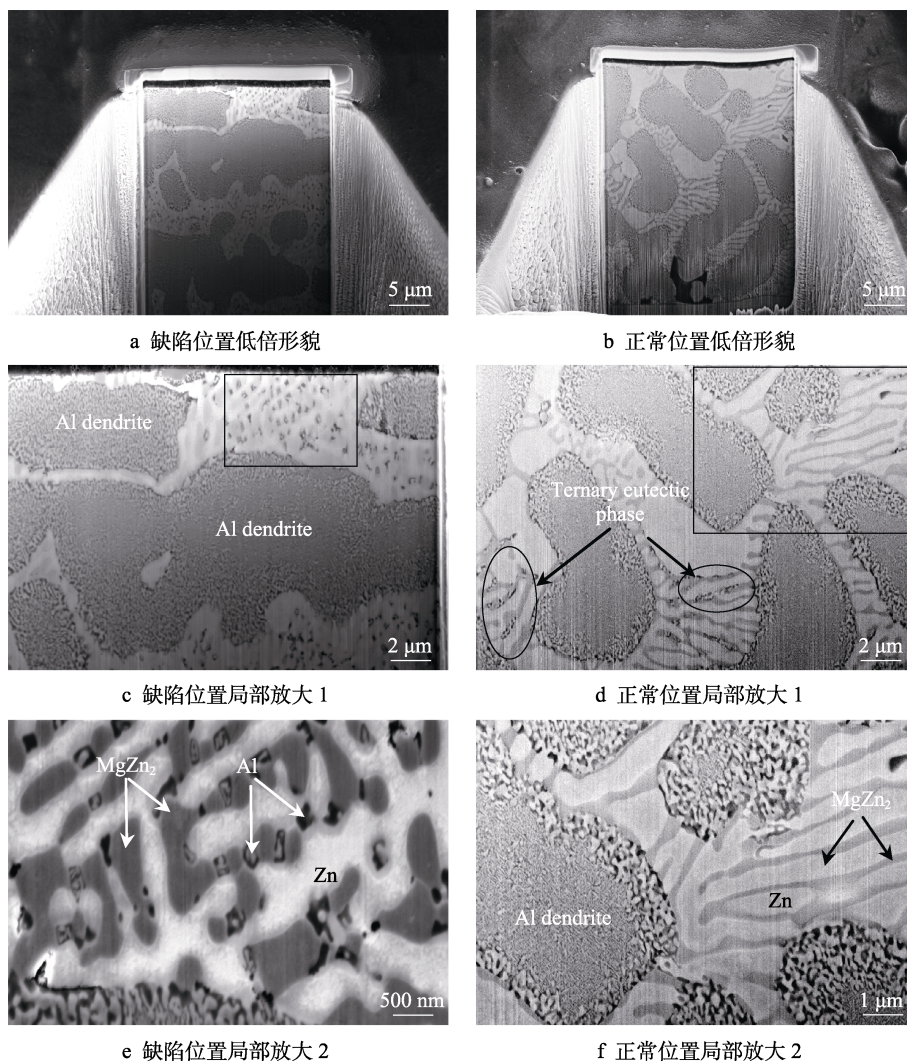 5 μm
5 μm
a 缺陷位置低倍形貌
b 正常位置低倍形貌
Al dendrite
Al dendrite
2 μm
Ternary eutectic
phase
2 μm
c 缺陷位置局部放大 1
d 正常位置局部放大 1
MgZn₂
Al
Zn
500 nm
MgZn₂
Zn
Al dendrite
1 μm
e 缺陷位置局部放大 2
f 正常位置局部放大 2